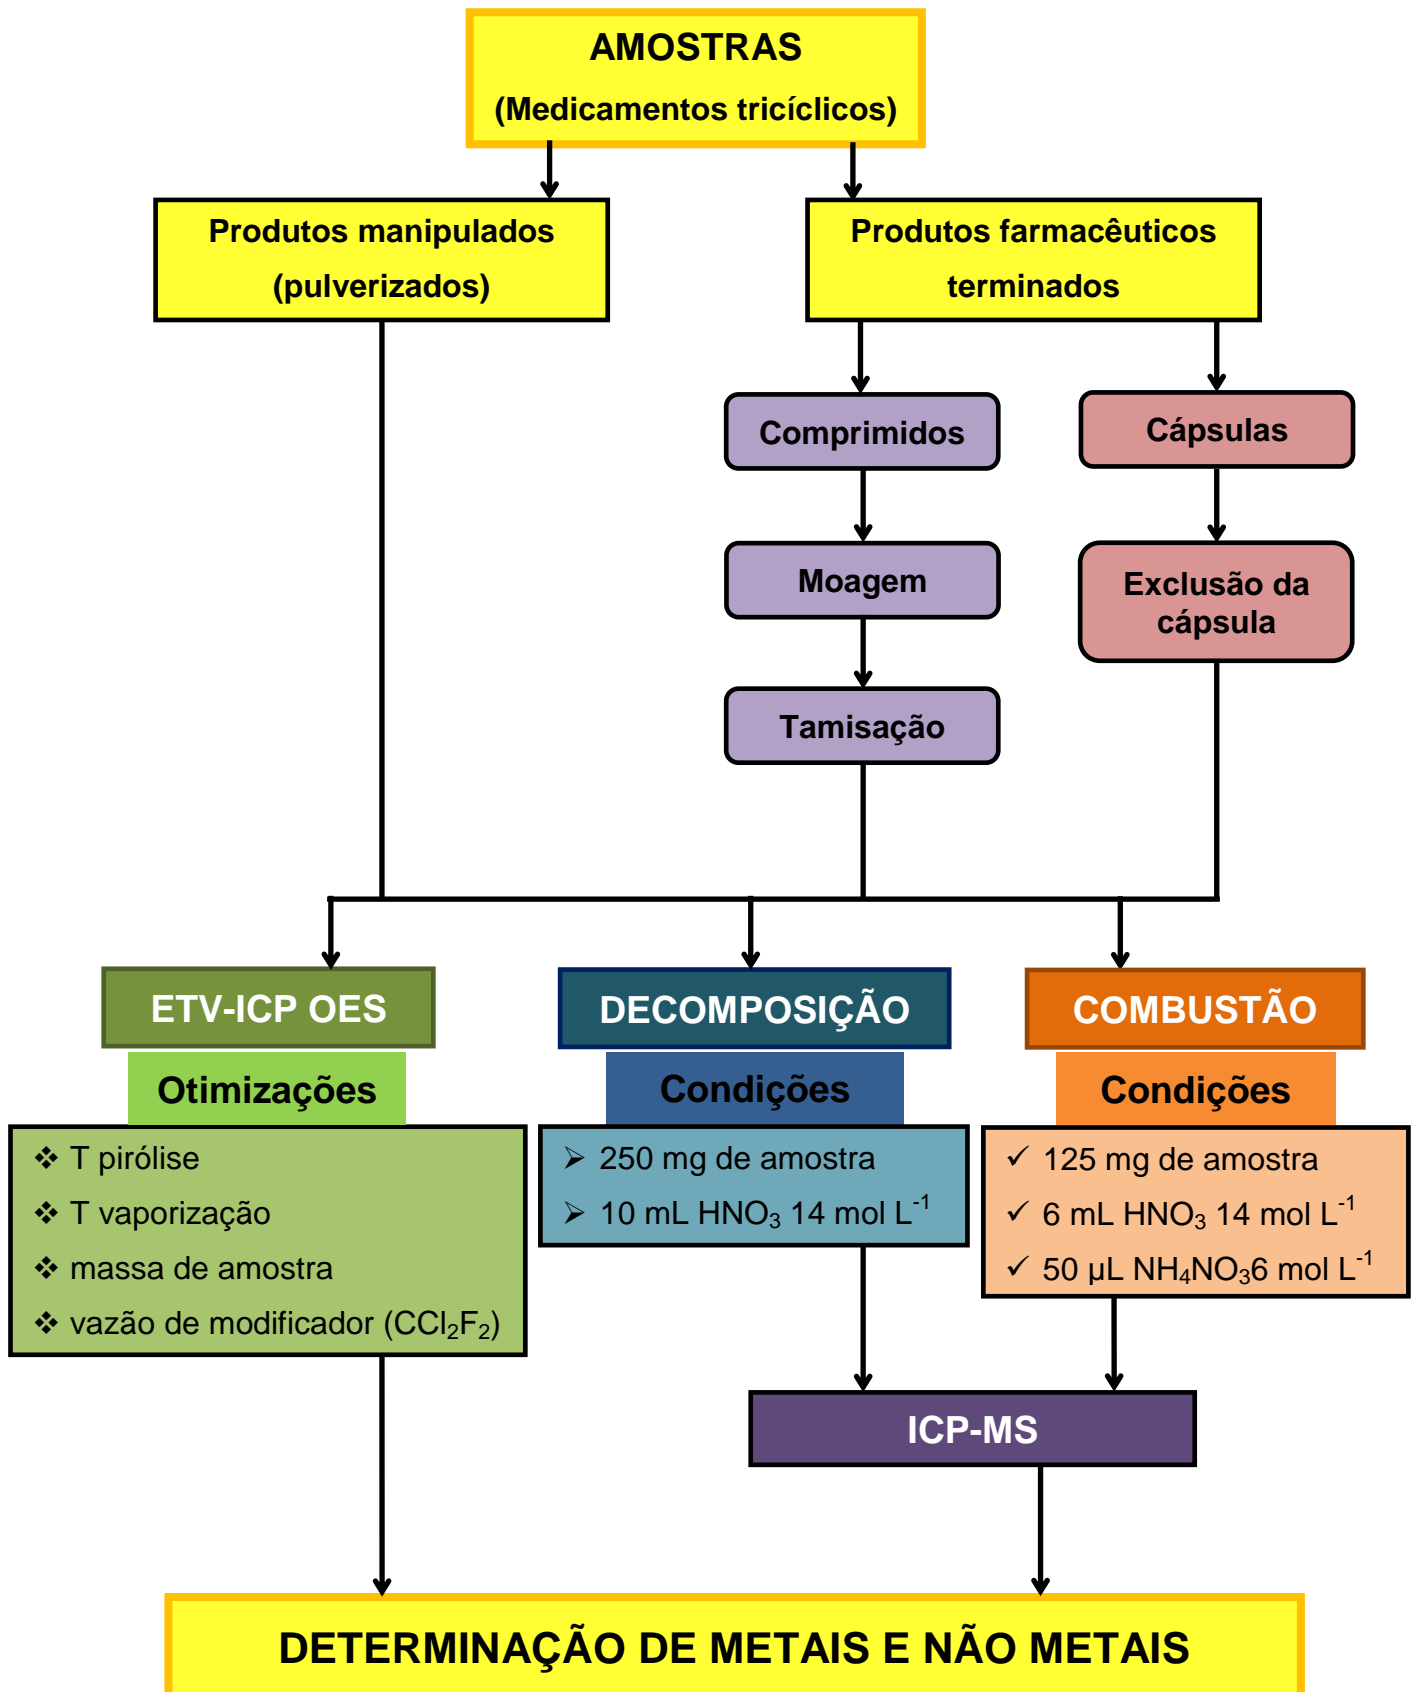 AMOSTRAS
(Medicamentos tricíclicos)
Produtos manipulados
(pulverizados)
Produtos farmacêuticos
terminados
Comprimidos
Cápsulas
Moagem
Exclusão da
cápsula
Tamisação
ETV-ICP OES
DECOMPOSIÇÃO
COMBUSTÃO
Otimizações
Condições
Condições
❖ T pirólise
❖ T vaporização
❖ massa de amostra
❖ vazão de modificador (CCl₂F₂)
➢ 250 mg de amostra
➢ 10 mL HNO₃ 14 mol L⁻¹
✓ 125 mg de amostra
✓ 6 mL HNO₃ 14 mol L⁻¹
✓ 50 µL NH₄NO₃6 mol L⁻¹
ICP-MS
DETERMINAÇÃO DE METAIS E NÃO METAIS